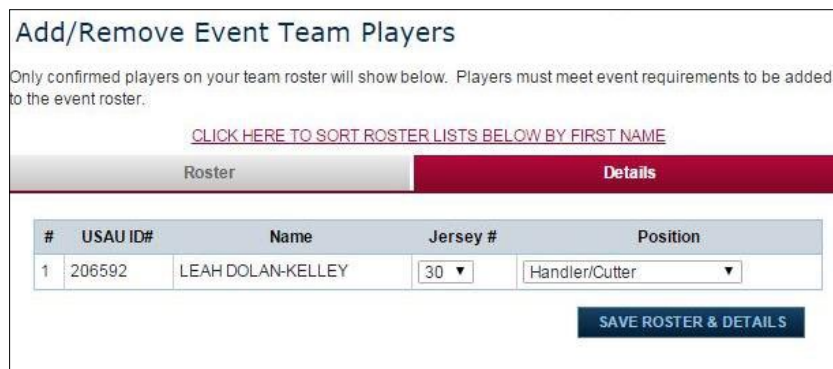 Add/Remove Event Team Players
Only confirmed players on your team roster will show below. Players must meet event requirements to be added
to the event roster.
CLICK HERE TO SORT ROSTER LISTS BELOW BY FIRST NAME
Roster Details
# USAU ID# Name Jersey # Position
1 206592 LEAH DOLAN-KELLEY 30 Handler/Cutter
SAVE ROSTER & DETAILS